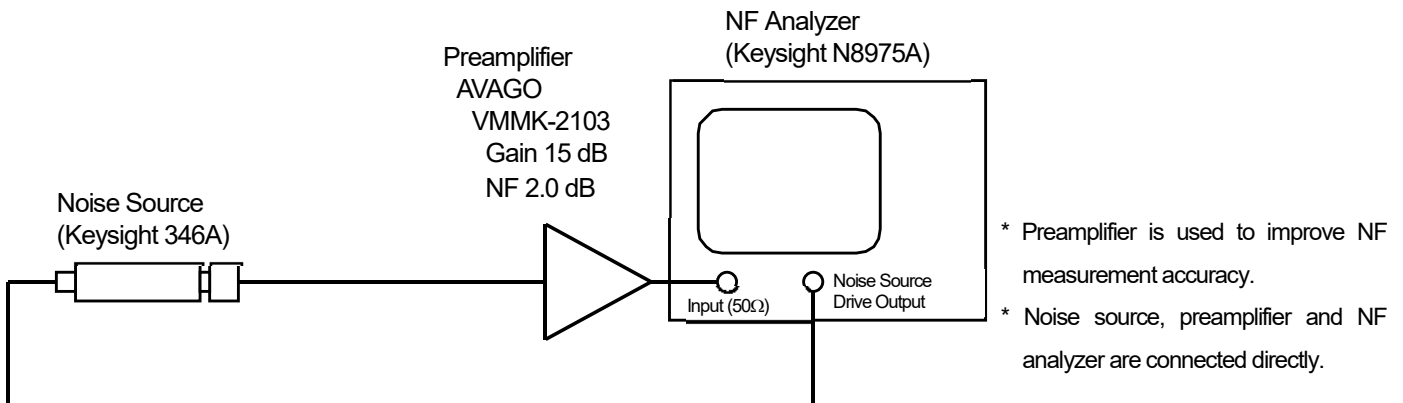 NF Analyzer
(Keysight N8975A)
Preamplifier
AVAGO
VMMK-2103
Gain 15 dB
NF 2.0 dB
Noise Source
(Keysight 346A)
Input (50Ω)
Noise Source
Drive Output
* Preamplifier is used to improve NF
measurement accuracy.
* Noise source, preamplifier and NF
analyzer are connected directly.